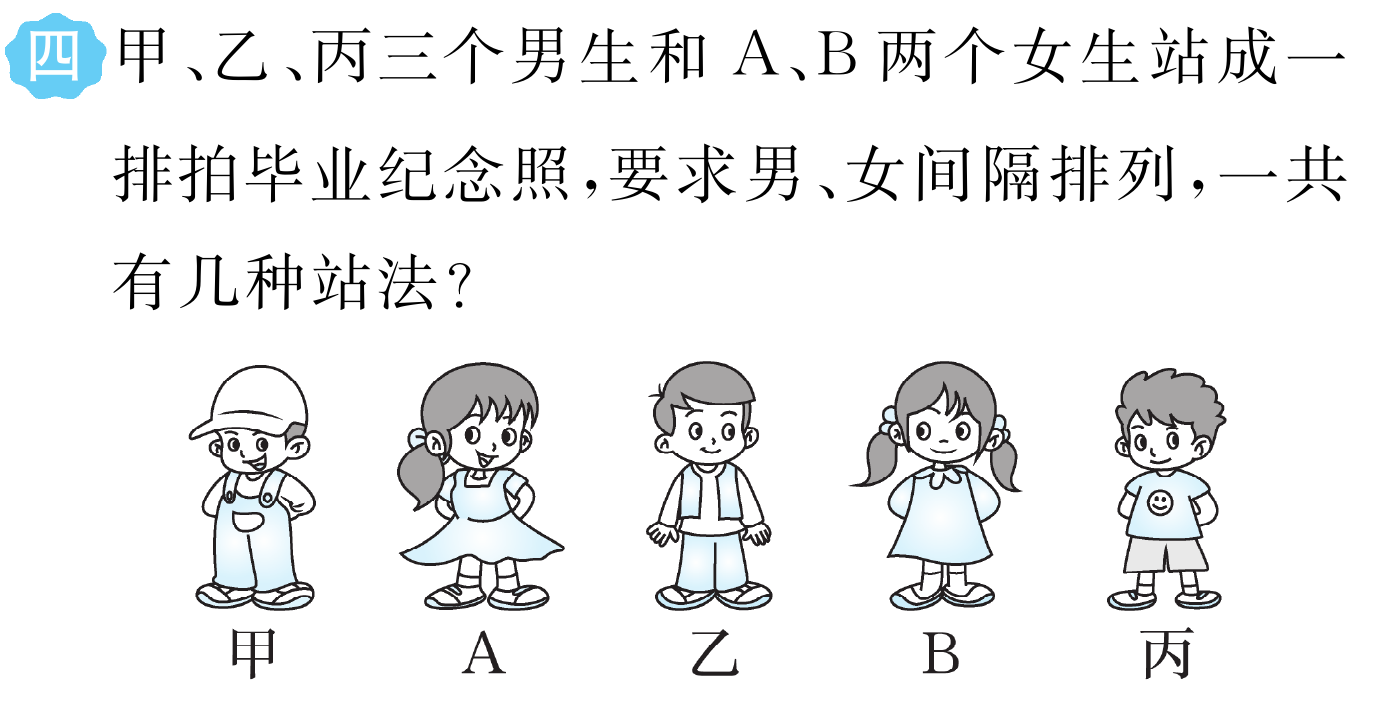 四 甲、乙、丙三个男生和 A、B 两个女生站成一
排拍毕业纪念照,要求男、女间隔排列,一共
有几种站法?
甲 A 乙 B 丙